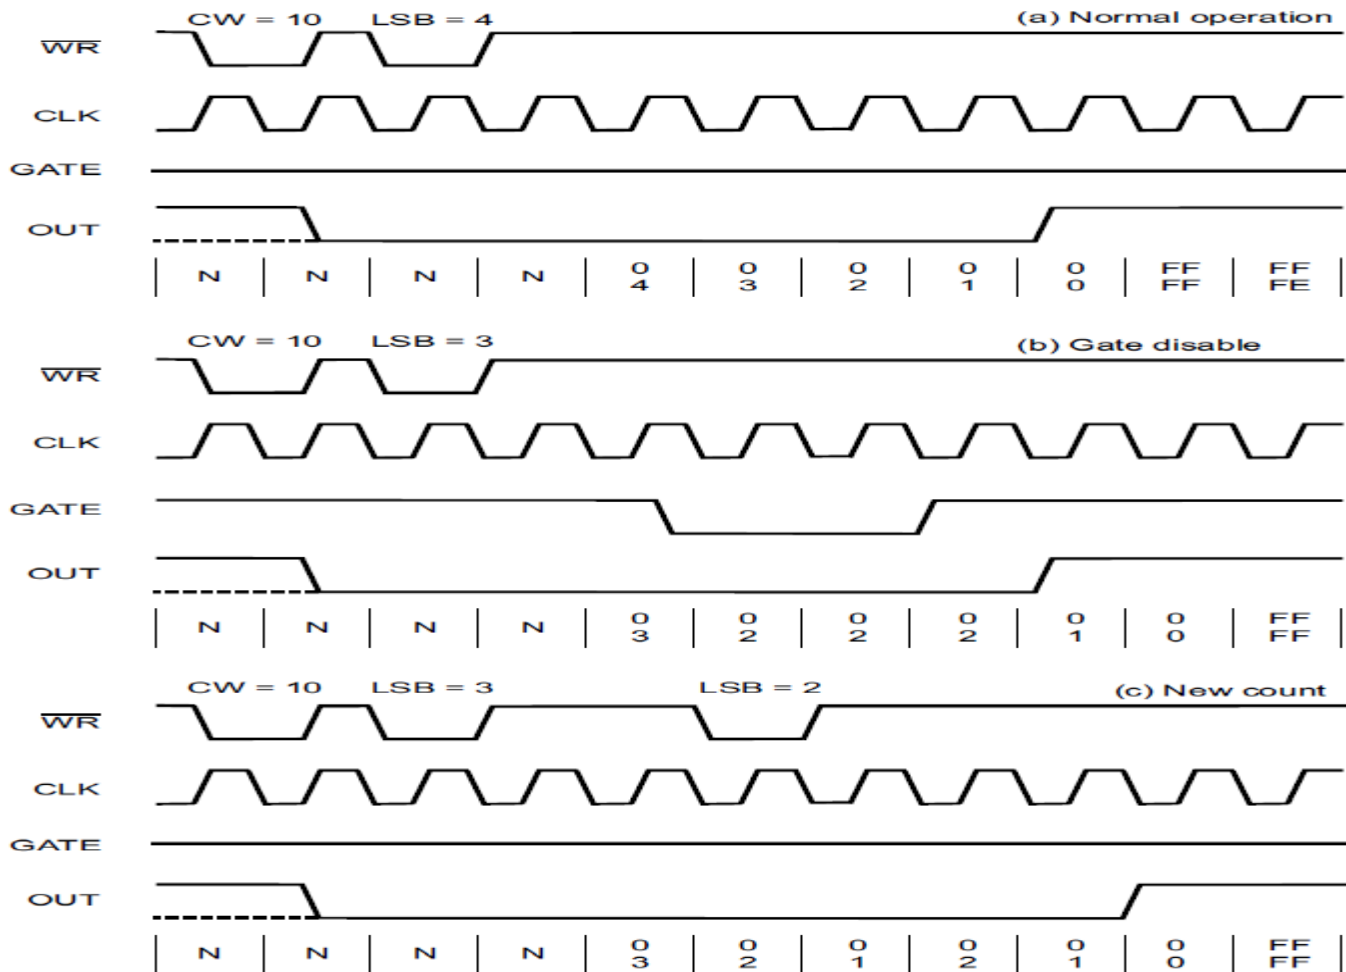 CW = 10 LSB = 4 (a) Normal operation
WR
CLK
GATE
OUT
N N N N 0 0 0 0 0 FF FF
4 3 2 1 0 FF FE
CW = 10 LSB = 3 (b) Gate disable
WR
CLK
GATE
OUT
N N N N 0 0 0 0 0 0 FF
3 2 2 2 1 0 FF
CW = 10 LSB = 3 LSB = 2 (c) New count
WR
CLK
GATE
OUT
N N N N 0 0 0 0 0 0 FF
3 2 1 2 1 0 FF